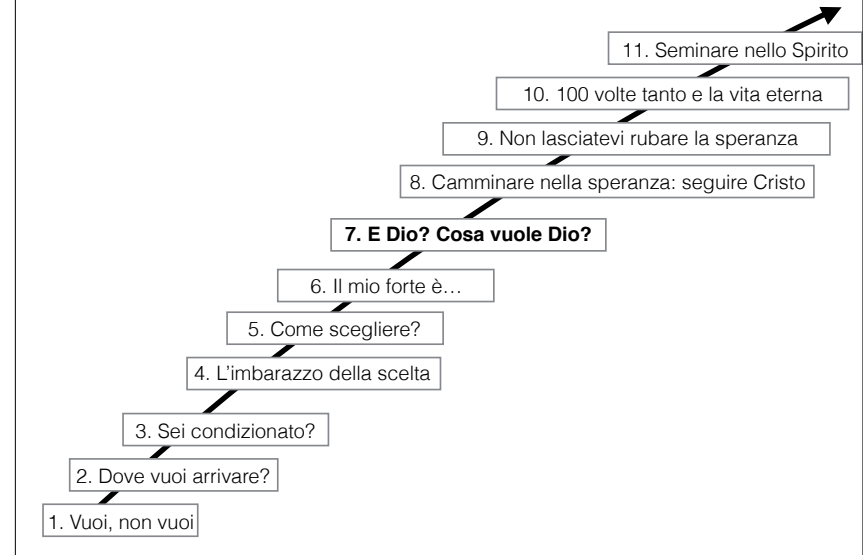 11. Seminare nello Spirito
10. 100 volte tanto e la vita eterna
9. Non lasciatevi rubare la speranza
8. Camminare nella speranza: seguire Cristo
7. E Dio? Cosa vuole Dio?
6. Il mio forte è…
5. Come scegliere?
4. L'imbarazzo della scelta
3. Sei condizionato?
2. Dove vuoi arrivare?
1. Vuoi, non vuoi